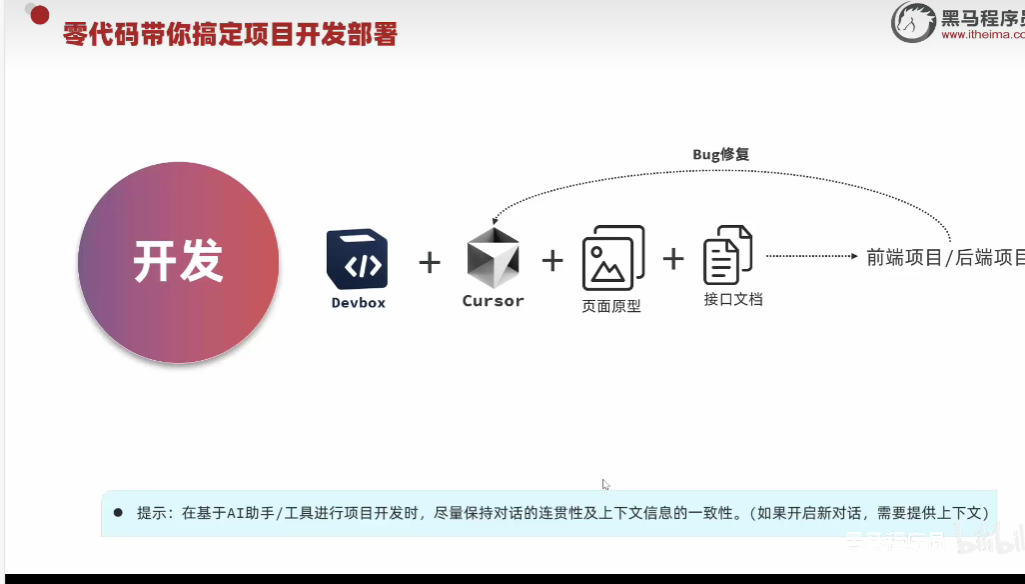 零代码带你搞定项目开发部署
黑马程序员
www.itheima.co
Bug修复
开发
前端项目/后端项目
Devbox
Cursor
页面原型
接口文档
提示：在基于AI助手/工具进行项目开发时，尽量保持对话的连贯性及上下文信息的一致性。(如果开启新对话，需要提供上下文)
黑马程序员 bilibili